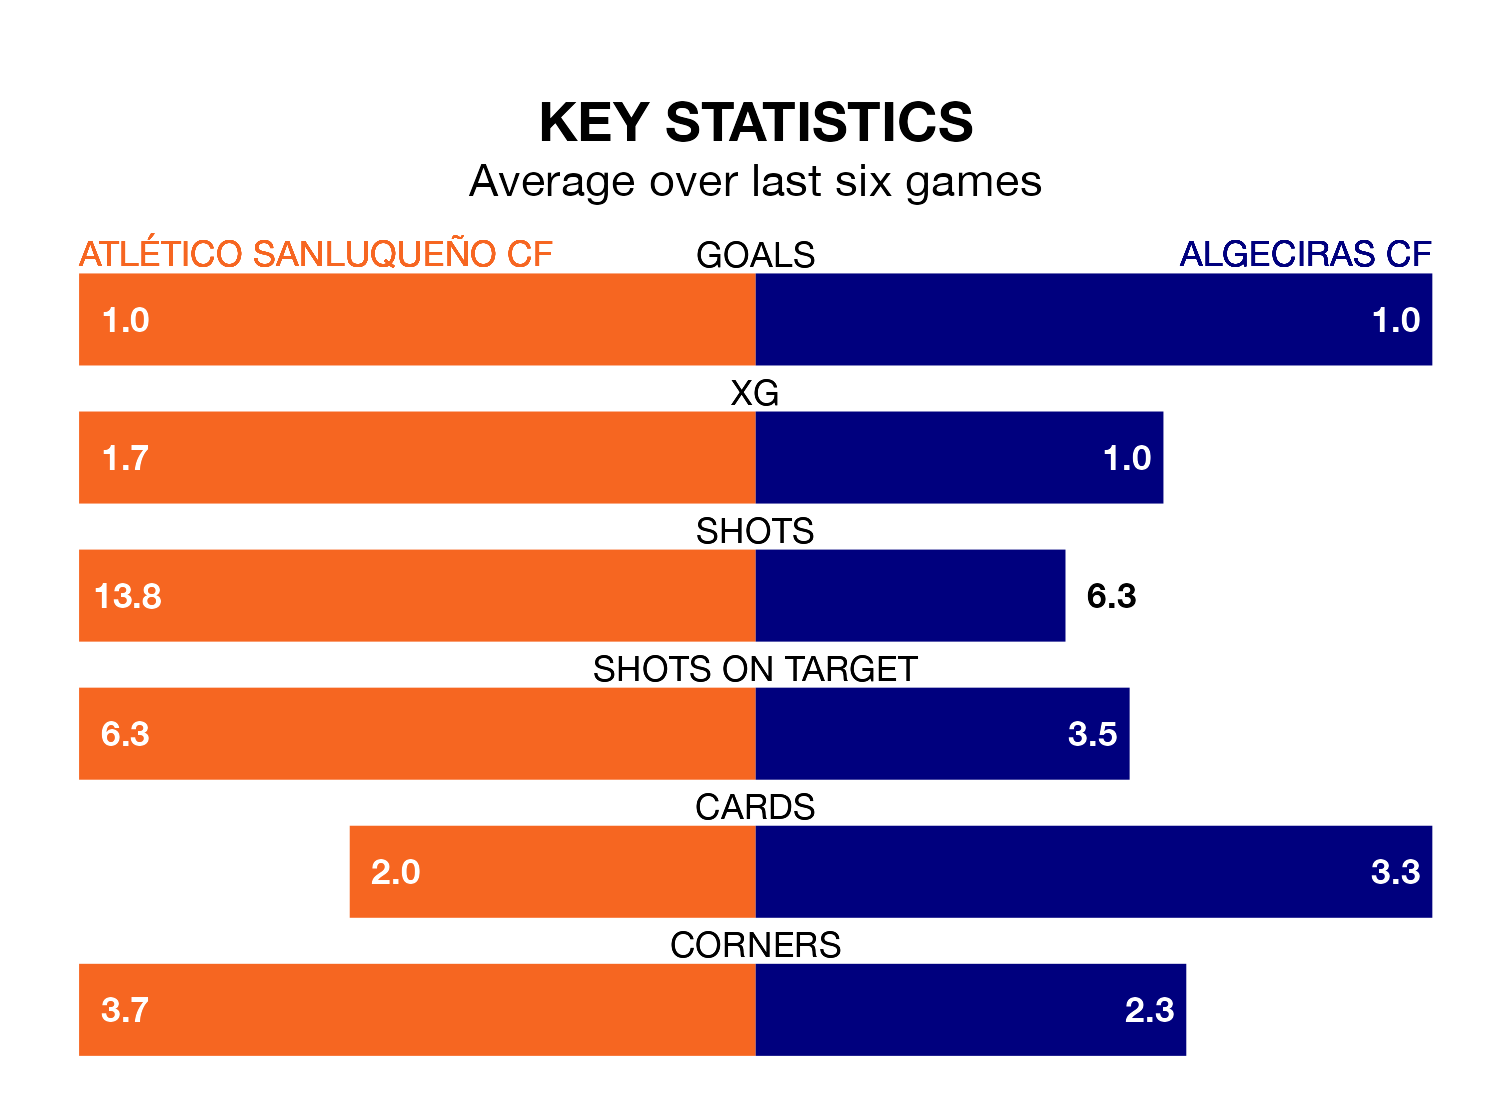 KEY STATISTICS
Average over last six games
ATLÉTICO SANLUQUEÑO CF GOALS ALGECIRAS CF
1.0 1.0
XG
1.7 1.0
SHOTS
13.8 6.3
SHOTS ON TARGET
6.3 3.5
CARDS
2.0 3.3
CORNERS
3.7 2.3